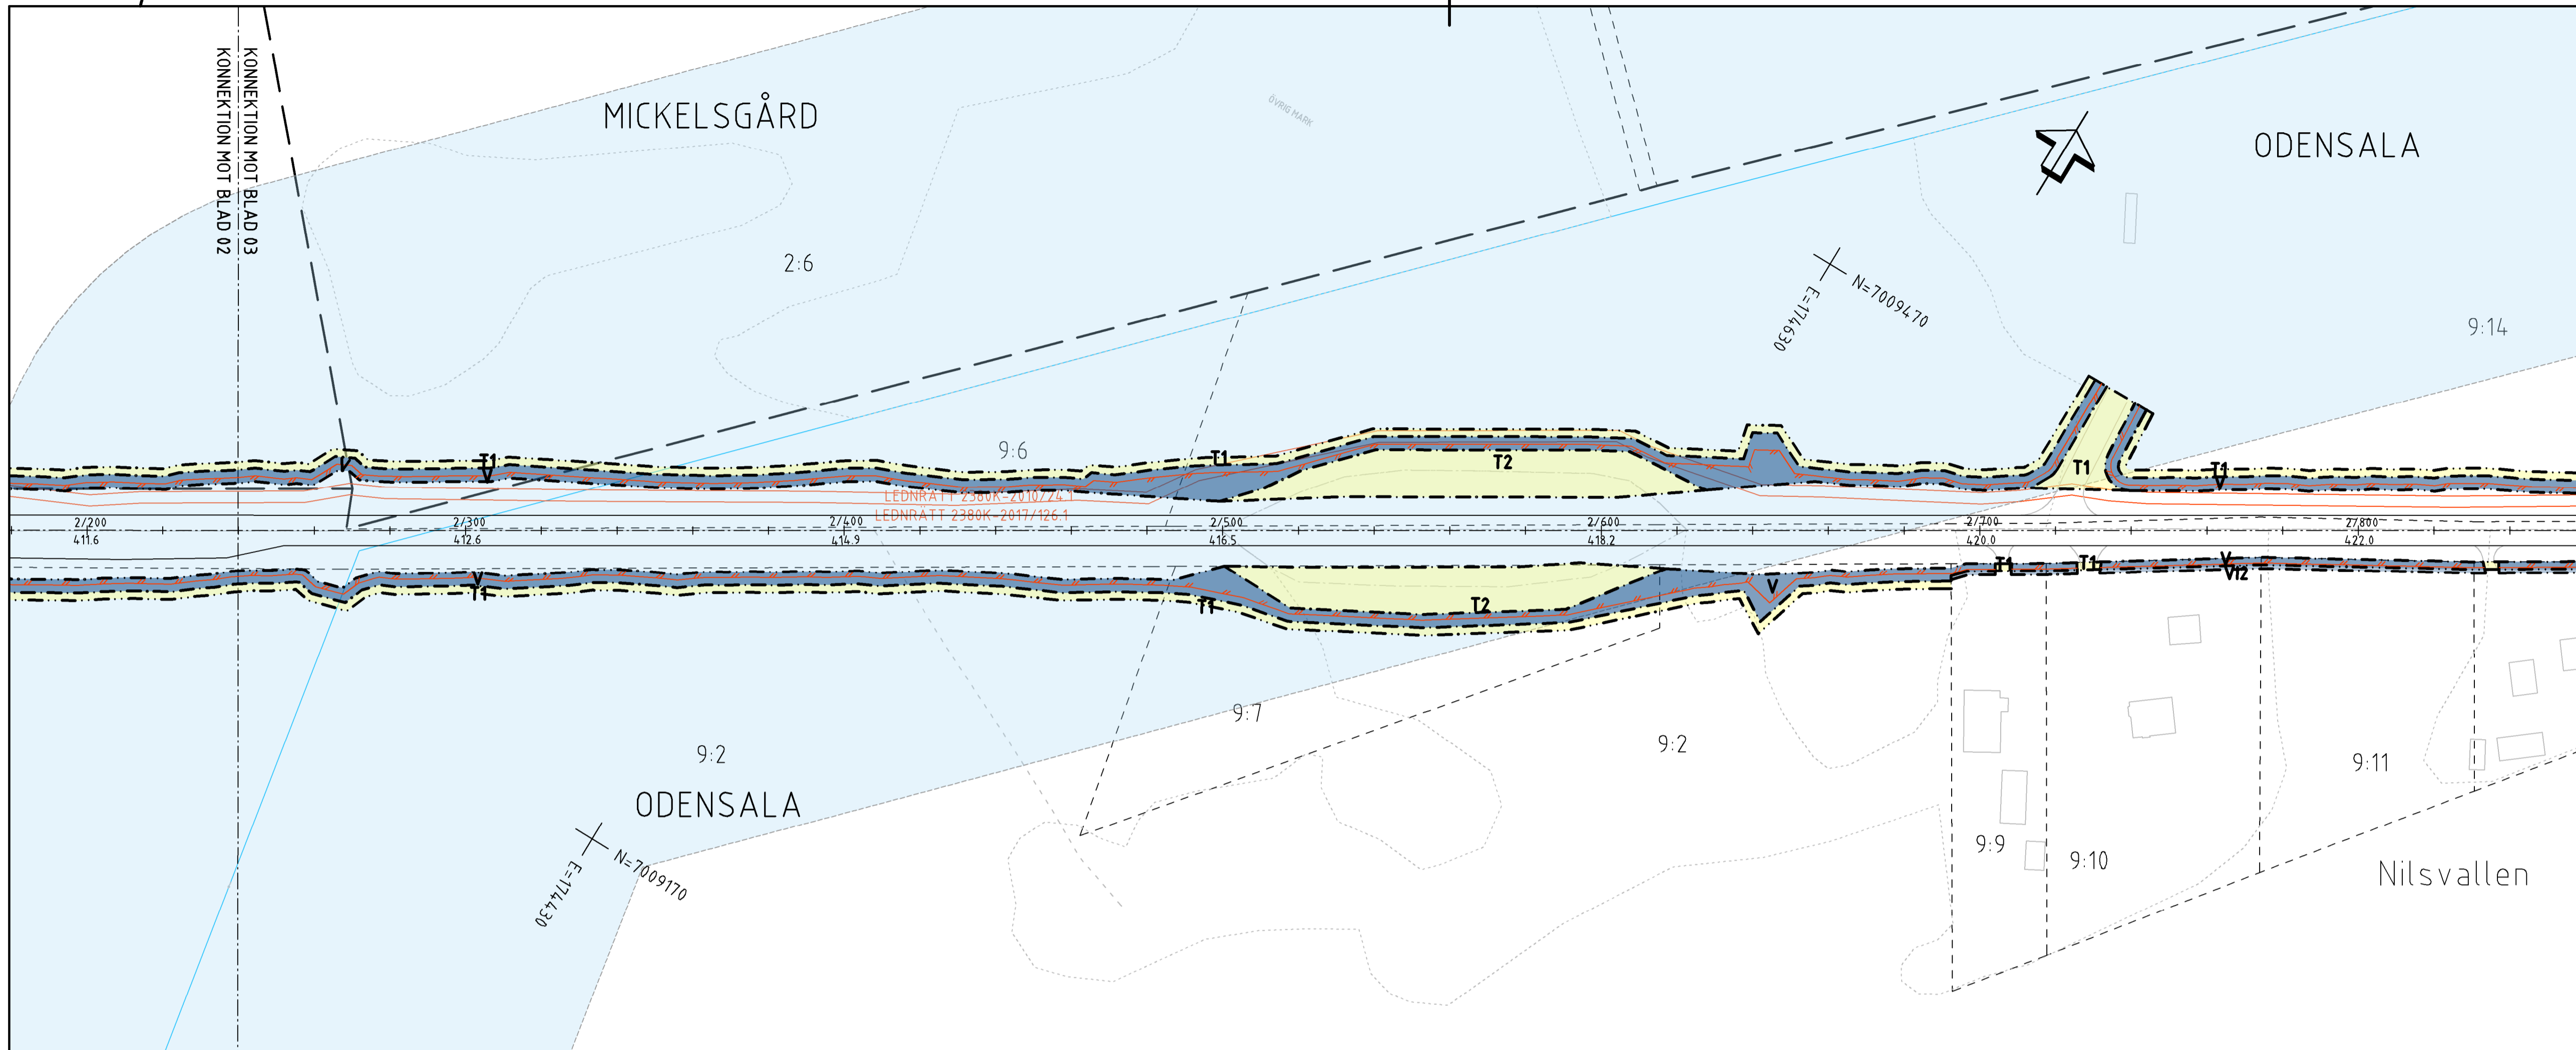 KONNEKTION MOT BLAD 03
KONNEKTION MOT BLAD 02
MICKELSGÅRD
ÖVRIG MARK
ODENSALA
2:6
N=7009470
E=174630
9:14
9:6
V
T1
V
T1
T2
T1
T1
V
LEDNRÄTT 2380K-2010/24.1
LEDNRÄTT 2380K-2017/126.1
2/200
2/300
2/400
2/500
2/600
2/700
2/800
411.6
412.6
414.9
416.5
418.2
420.0
422.0
V
T1
T1
T2
V
T1
T1
V
9:7
9:2
9:2
9:11
ODENSALA
9:9
9:10
Nilsvallen
N=7009170
E=174430